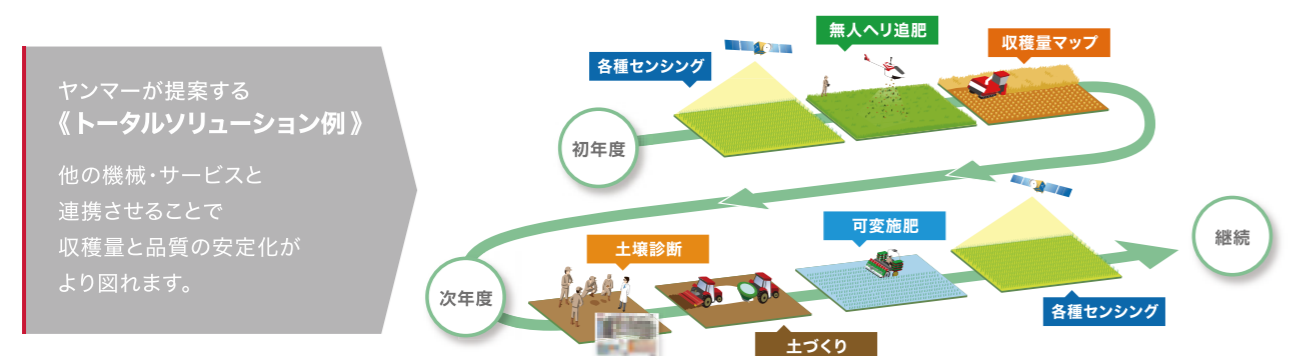 ヤンマーが提案する
《トータルソリューション例》
他の機械・サービスと
連携させることで
収穫量と品質の安定化が
より図れます。
初年度
各種センシング
無人ヘリ追肥
収穫量マップ
次年度
土壌診断
土づくり
可変施肥
各種センシング
継続